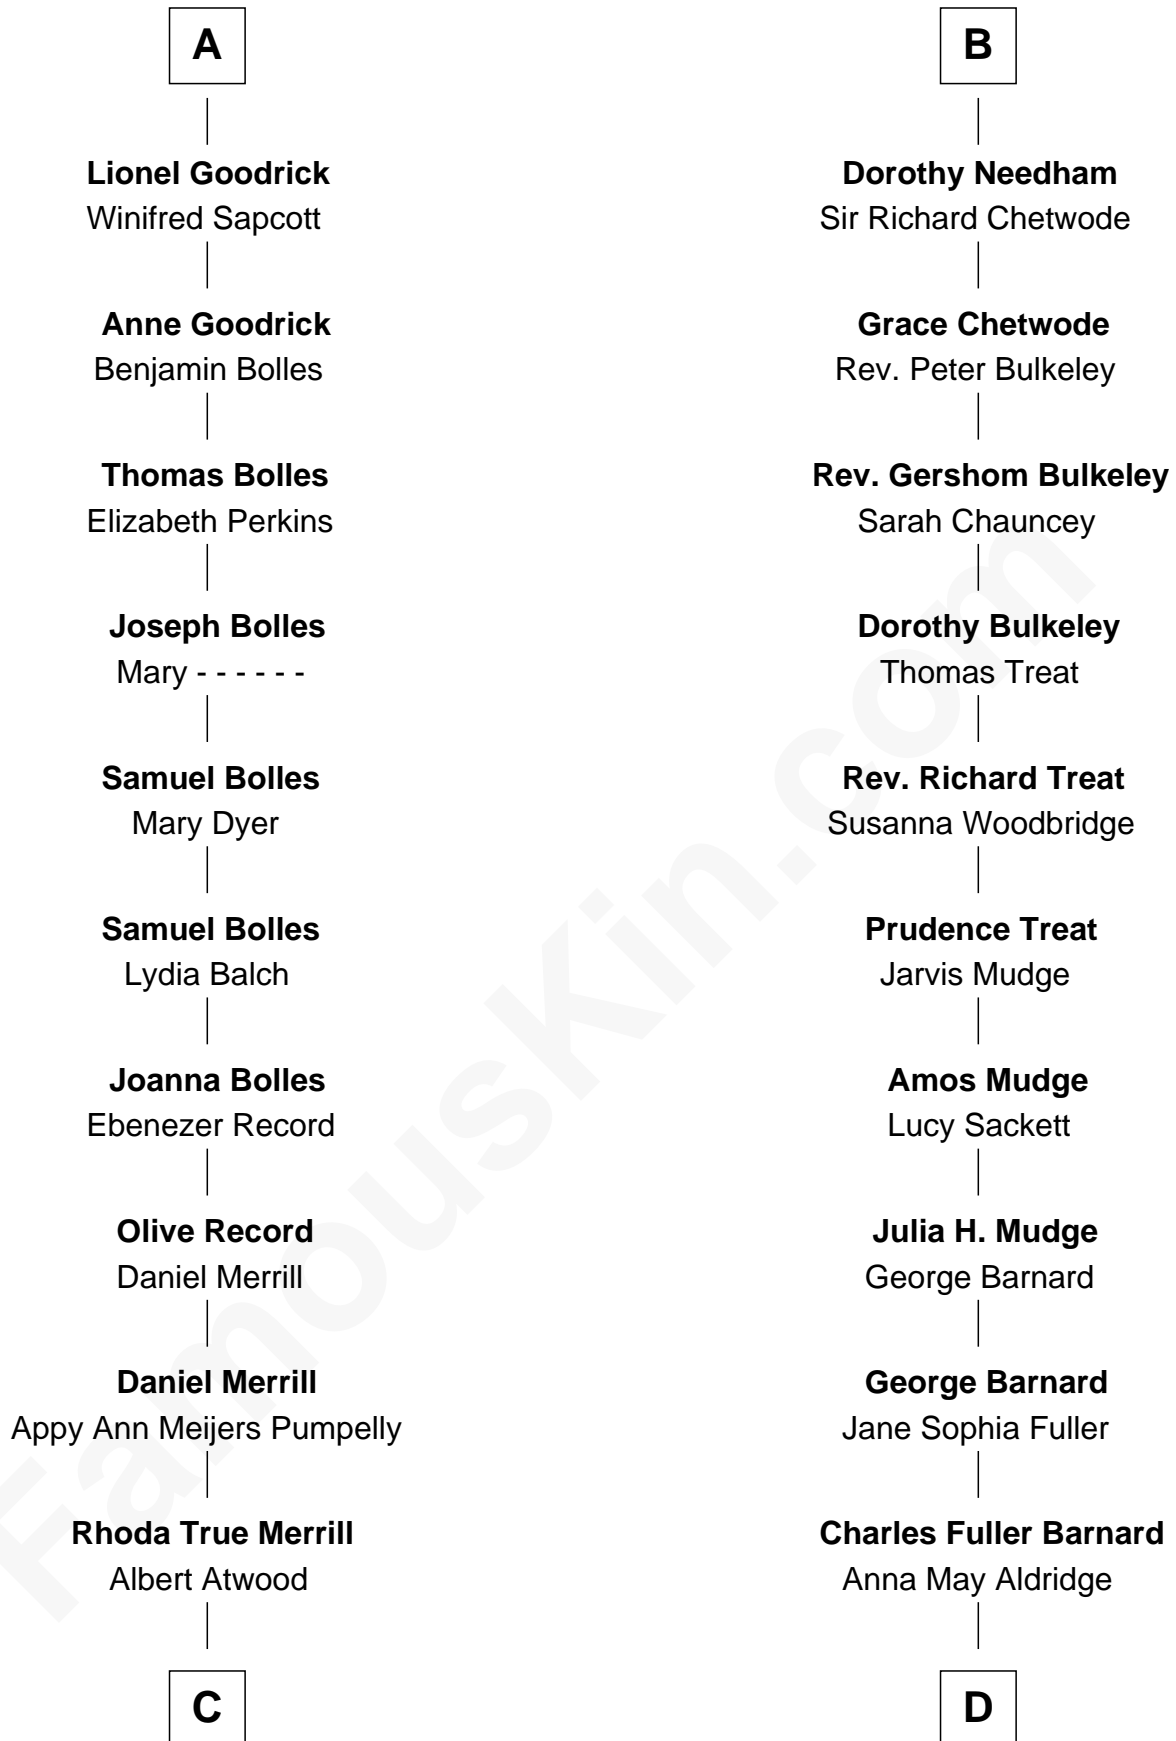 A
Lionel Goodrick
Winifred Sapcott
Anne Goodrick
Benjamin Bolles
Thomas Bolles
Elizabeth Perkins
Joseph Bolles
Mary - - - - - -
Samuel Bolles
Mary Dyer
Samuel Bolles
Lydia Balch
Joanna Bolles
Ebenezer Record
Olive Record
Daniel Merrill
Daniel Merrill
Appy Ann Meijers Pumpelly
Rhoda True Merrill
Albert Atwood
C
B
Dorothy Needham
Sir Richard Chetwode
Grace Chetwode
Rev. Peter Bulkeley
Rev. Gershom Bulkeley
Sarah Chauncey
Dorothy Bulkeley
Thomas Treat
Rev. Richard Treat
Susanna Woodbridge
Prudence Treat
Jarvis Mudge
Amos Mudge
Lucy Sackett
Julia H. Mudge
George Barnard
George Barnard
Jane Sophia Fuller
Charles Fuller Barnard
Anna May Aldridge
D
FamousKin.com